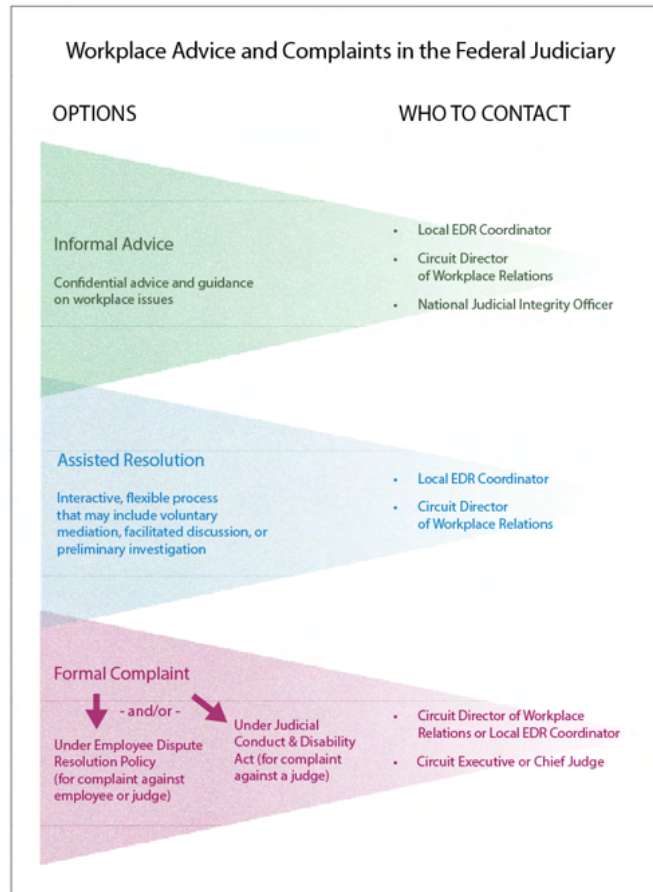 Workplace Advice and Complaints in the Federal Judiciary
OPTIONS
WHO TO CONTACT
Informal Advice
Confidential advice and guidance
on workplace issues
• Local EDR Coordinator
• Circuit Director
of Workplace Relations
• National Judicial Integrity Officer
Assisted Resolution
Interactive, flexible process
that may include voluntary
mediation, facilitated discussion, or
preliminary investigation
• Local EDR Coordinator
• Circuit Director
of Workplace Relations
Formal Complaint
- and/or -
Under Employee Dispute
Resolution Policy
(for complaint against
employee or judge)
Under Judicial
Conduct & Disability
Act (for complaint
against a judge)
• Circuit Director of Workplace
Relations or Local EDR Coordinator
• Circuit Executive or Chief Judge